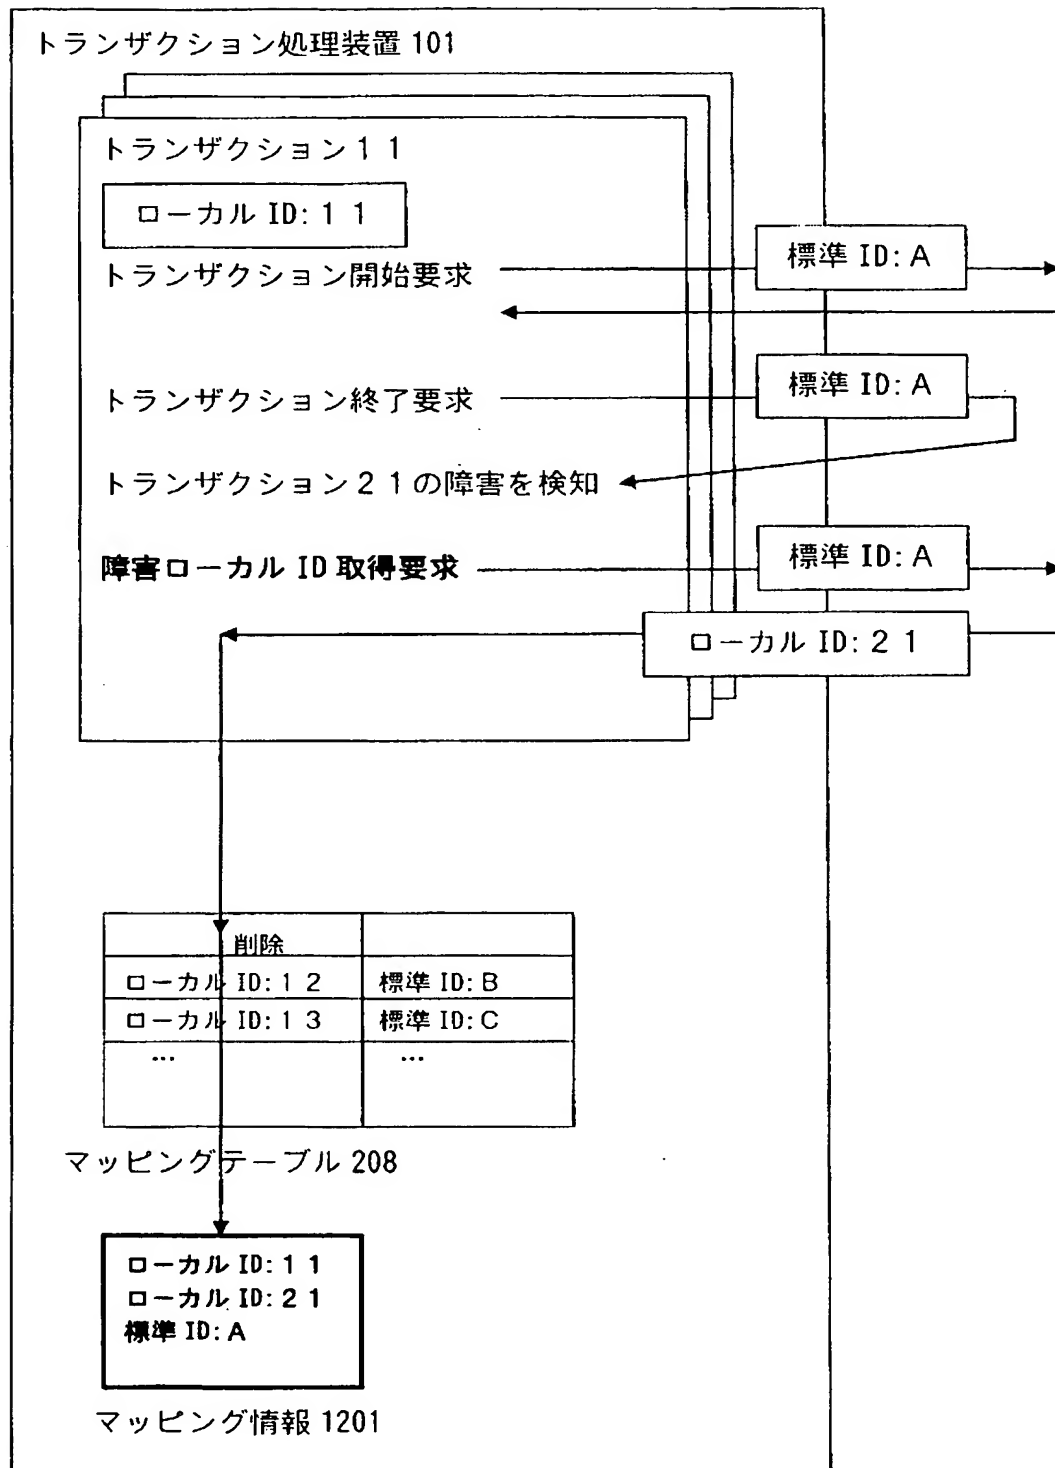 トランザクション処理装置 101
トランザクション１１
ローカル ID:１１
トランザクション開始要求
標準 ID:A
トランザクション終了要求
標準 ID:A
トランザクション２１の障害を検知
障害ローカル ID 取得要求
標準 ID:A
ローカル ID:２１
削除
ローカル ID:１２
標準 ID:B
ローカル ID:１３
標準 ID:C
…
…
マッピングテーブル 208
ローカル ID:１１
ローカル ID:２１
標準 ID:A
マッピング情報 1201